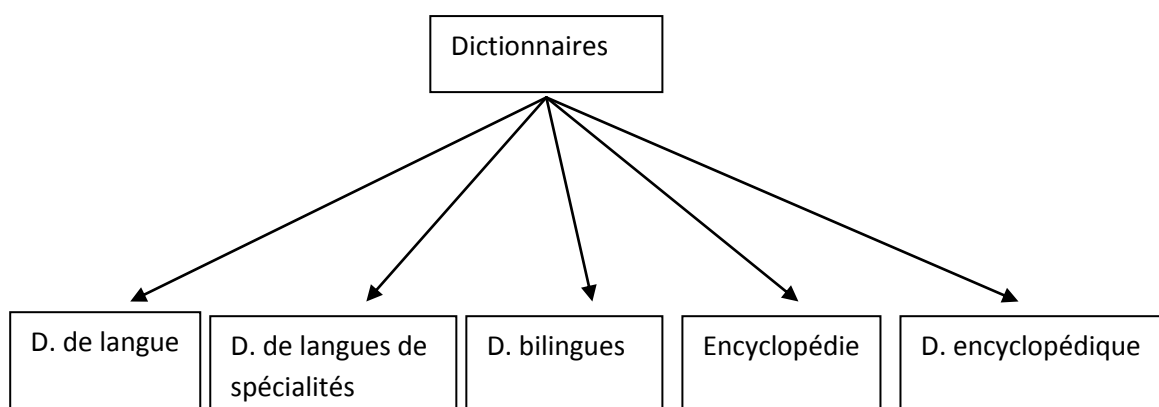 Dictionnaires
D. de langue
D. de langues de
spécialités
D. bilingues
Encyclopédie
D. encyclopédique